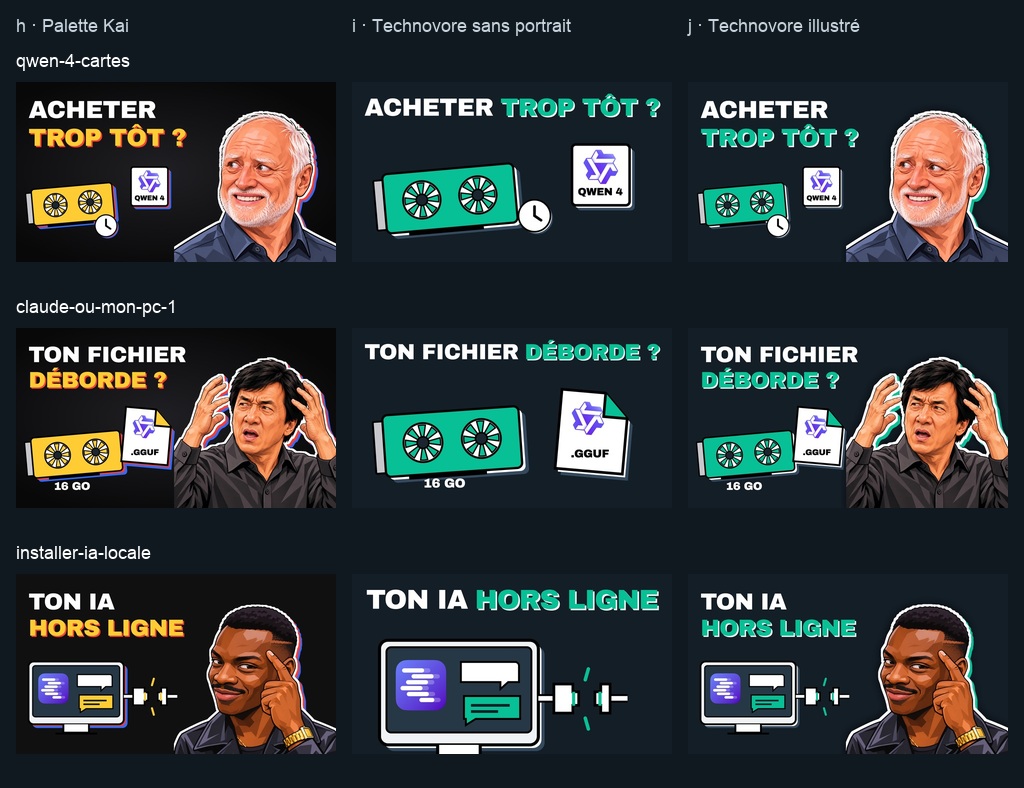 h · Palette Kai
i · Technovore sans portrait
j · Technovore illustré
qwen-4-cartes
ACHETER
TROP TÔT ?
QWEN 4
ACHETER TROP TÔT ?
QWEN 4
ACHETER
TROP TÔT ?
QWEN 4
claude-ou-mon-pc-1
TON FICHIER
DÉBORDE ?
.GGUF
16 GO
TON FICHIER DÉBORDE ?
.GGUF
16 GO
TON FICHIER
DÉBORDE ?
.GGUF
16 GO
installer-ia-locale
TON IA
HORS LIGNE
TON IA HORS LIGNE
TON IA
HORS LIGNE